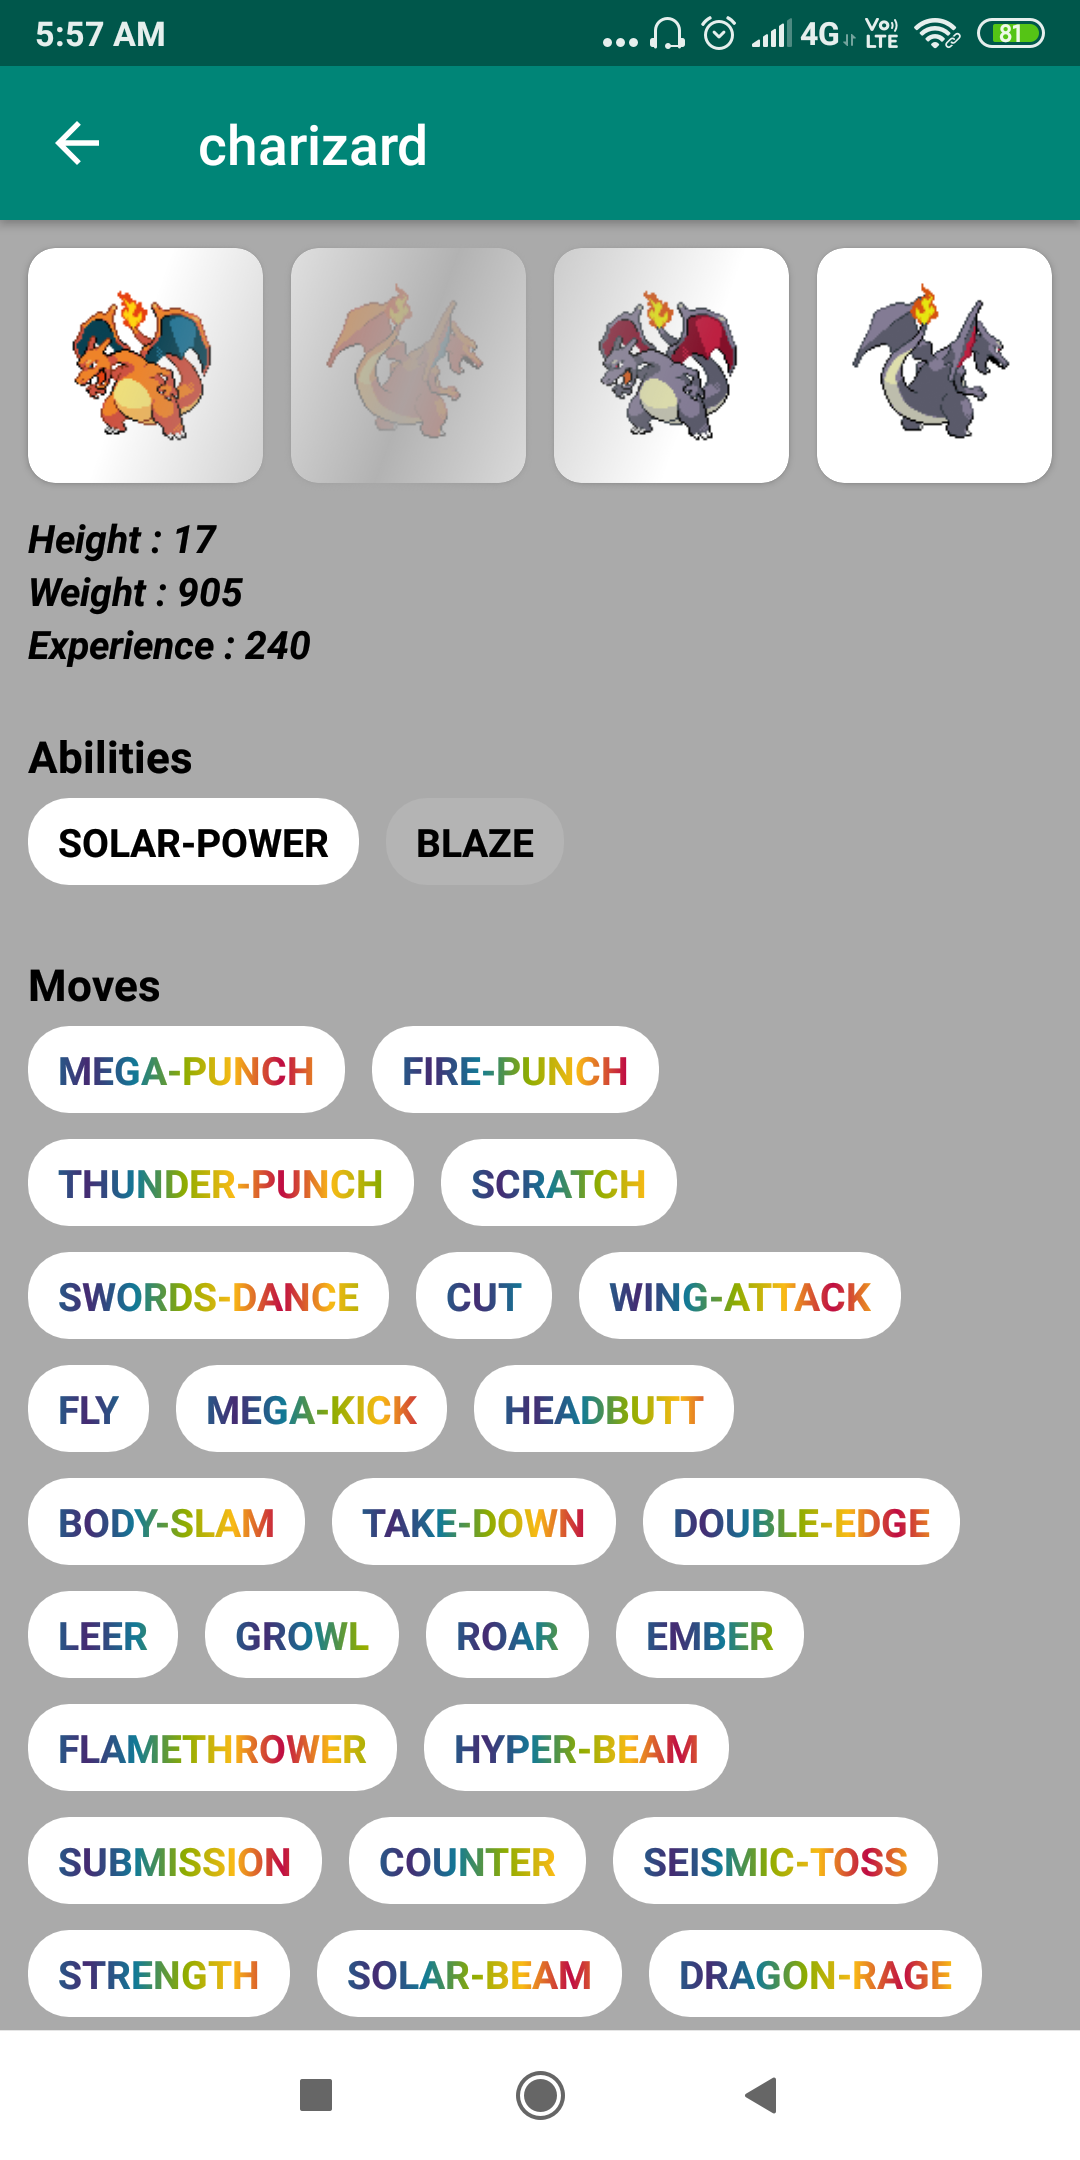 5:57 AM 4G Vo)) LTE 81
charizard
Height : 17
Weight : 905
Experience : 240
Abilities
SOLAR-POWER BLAZE
Moves
MEGA-PUNCH FIRE-PUNCH
THUNDER-PUNCH SCRATCH
SWORDS-DANCE CUT WING-ATTACK
FLY MEGA-KICK HEADBUTT
BODY-SLAM TAKE-DOWN DOUBLE-EDGE
LEER GROWL ROAR EMBER
FLAMETHROWER HYPER-BEAM
SUBMISSION COUNTER SEISMIC-TOSS
STRENGTH SOLAR-BEAM DRAGON-RAGE